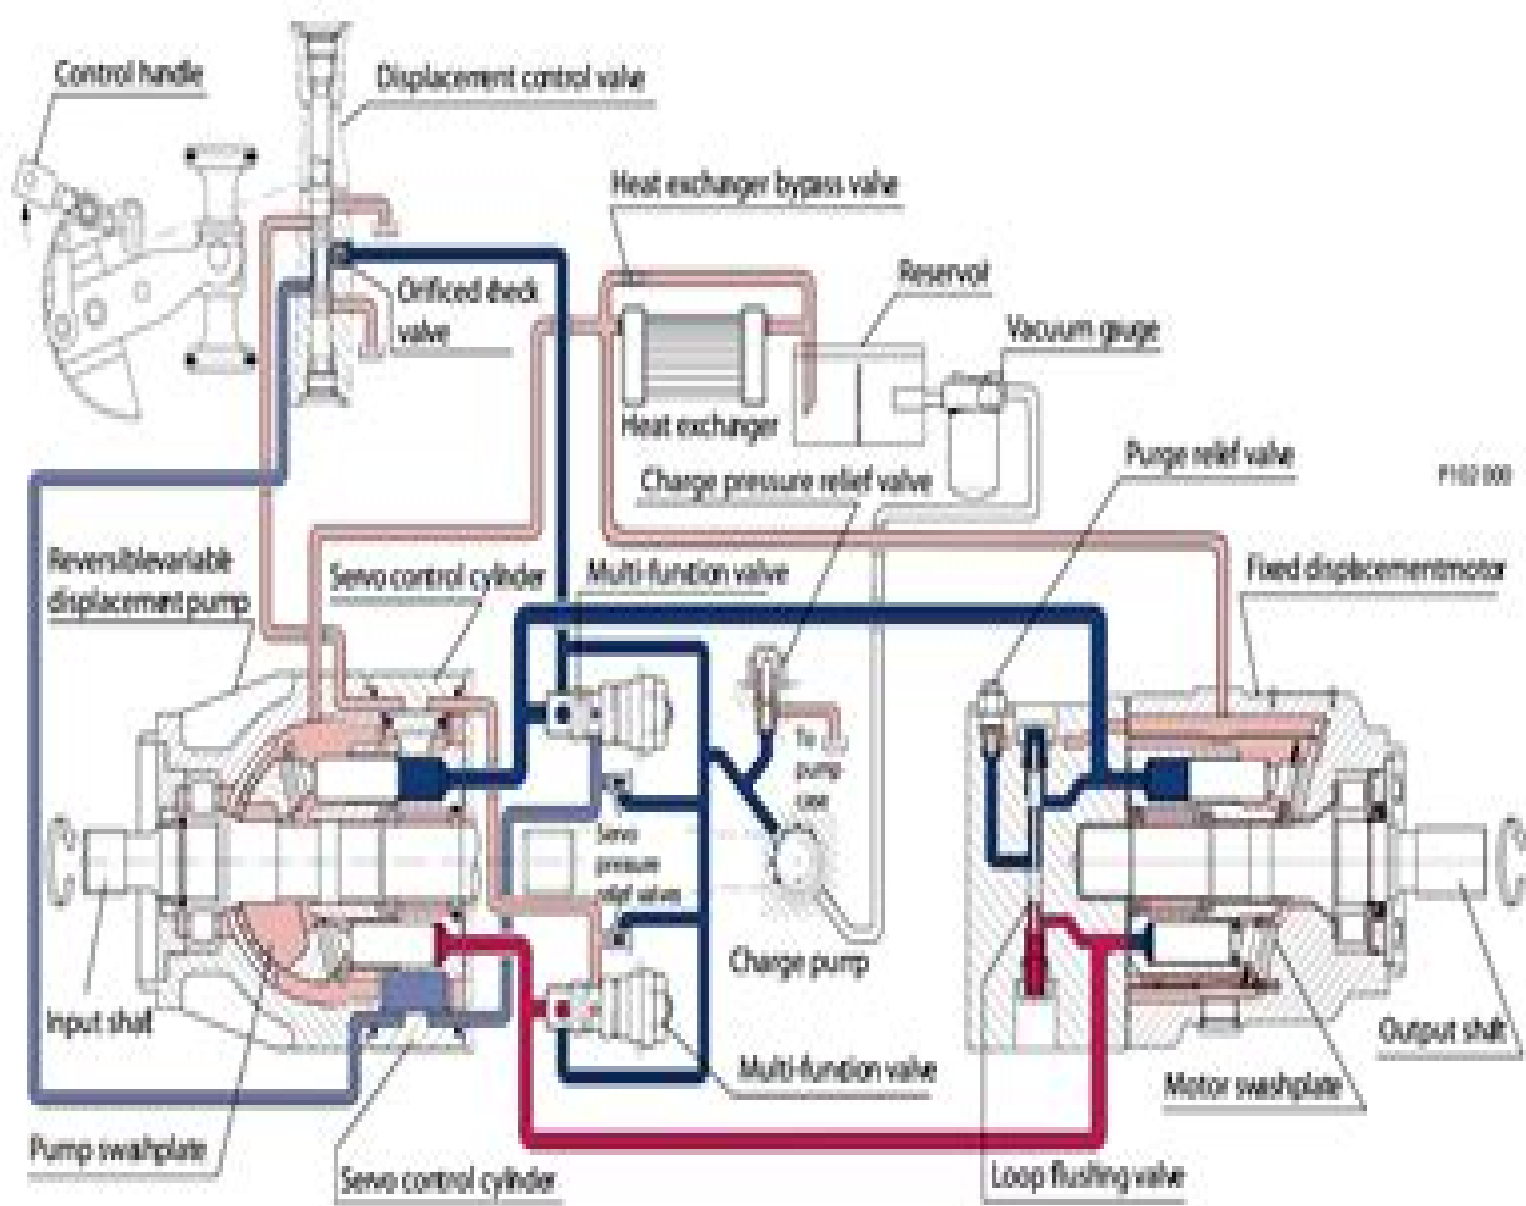 Control handle
Displacement control valve
Heat exchanger bypass valve
Reservoir
Vacuum gauge
Orificed check
valve
Heat exchanger
Purge relief valve
Charge pressure relief valve
P102 000
Reversible variable
displacement pump
Servo control cylinder
Multi-function valve
Fixed displacement motor
To
pump
case
Servo
pressure
relief valve
Charge pump
Input shaft
Output shaft
Multi-function valve
Motor swashplate
Pump swashplate
Servo control cylinder
Loop flushing valve